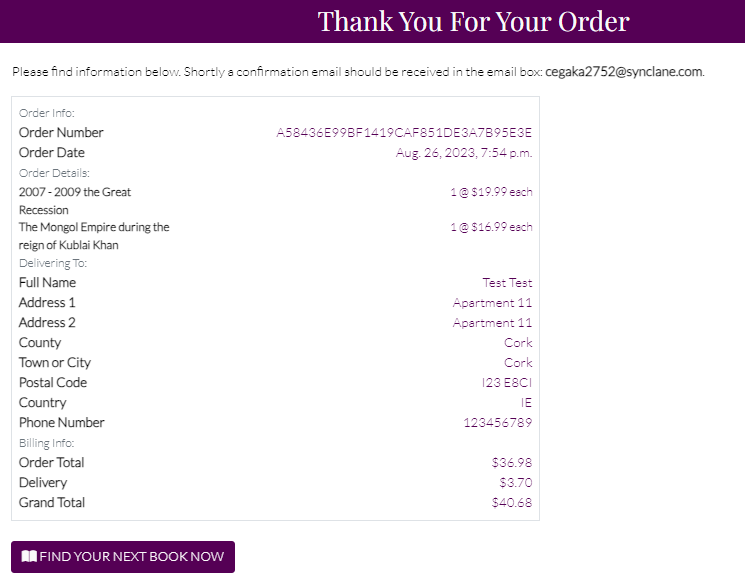 Thank You For Your Order
Please find information below. Shortly a confirmation email should be received in the email box: cegaka2752@synclane.com.
Order Info:
Order Number A58436E99BF1419CAF851DE3A7B95E3E
Order Date Aug. 26, 2023, 7:54 p.m.
Order Details:
2007 - 2009 the Great 1 @ $19.99 each
Recession
The Mongol Empire during the 1 @ $16.99 each
reign of Kublai Khan
Delivering To:
Full Name Test Test
Address 1 Apartment 11
Address 2 Apartment 11
County Cork
Town or City Cork
Postal Code I23 E8CI
Country IE
Phone Number 123456789
Billing Info:
Order Total $36.98
Delivery $3.70
Grand Total $40.68
FIND YOUR NEXT BOOK NOW